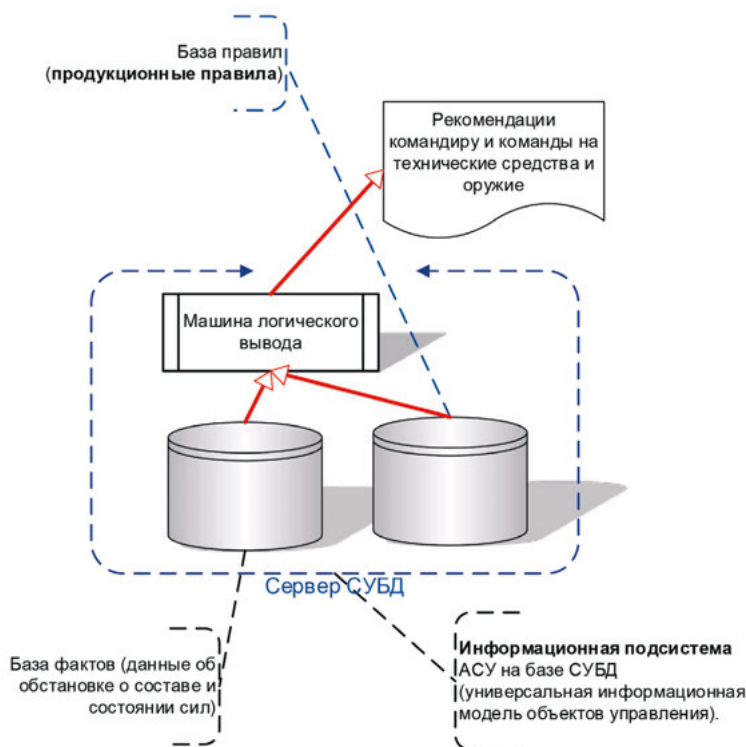 База правил
(продукционные правила)
Рекомендации
командиру и команды на
технические средства и
оружие
Машина логического
вывода
Сервер СУБД
База фактов (данные об
обстановке о составе и
состоянии сил)
Информационная подсистема
АСУ на базе СУБД
(универсальная информационная
модель объектов управления).